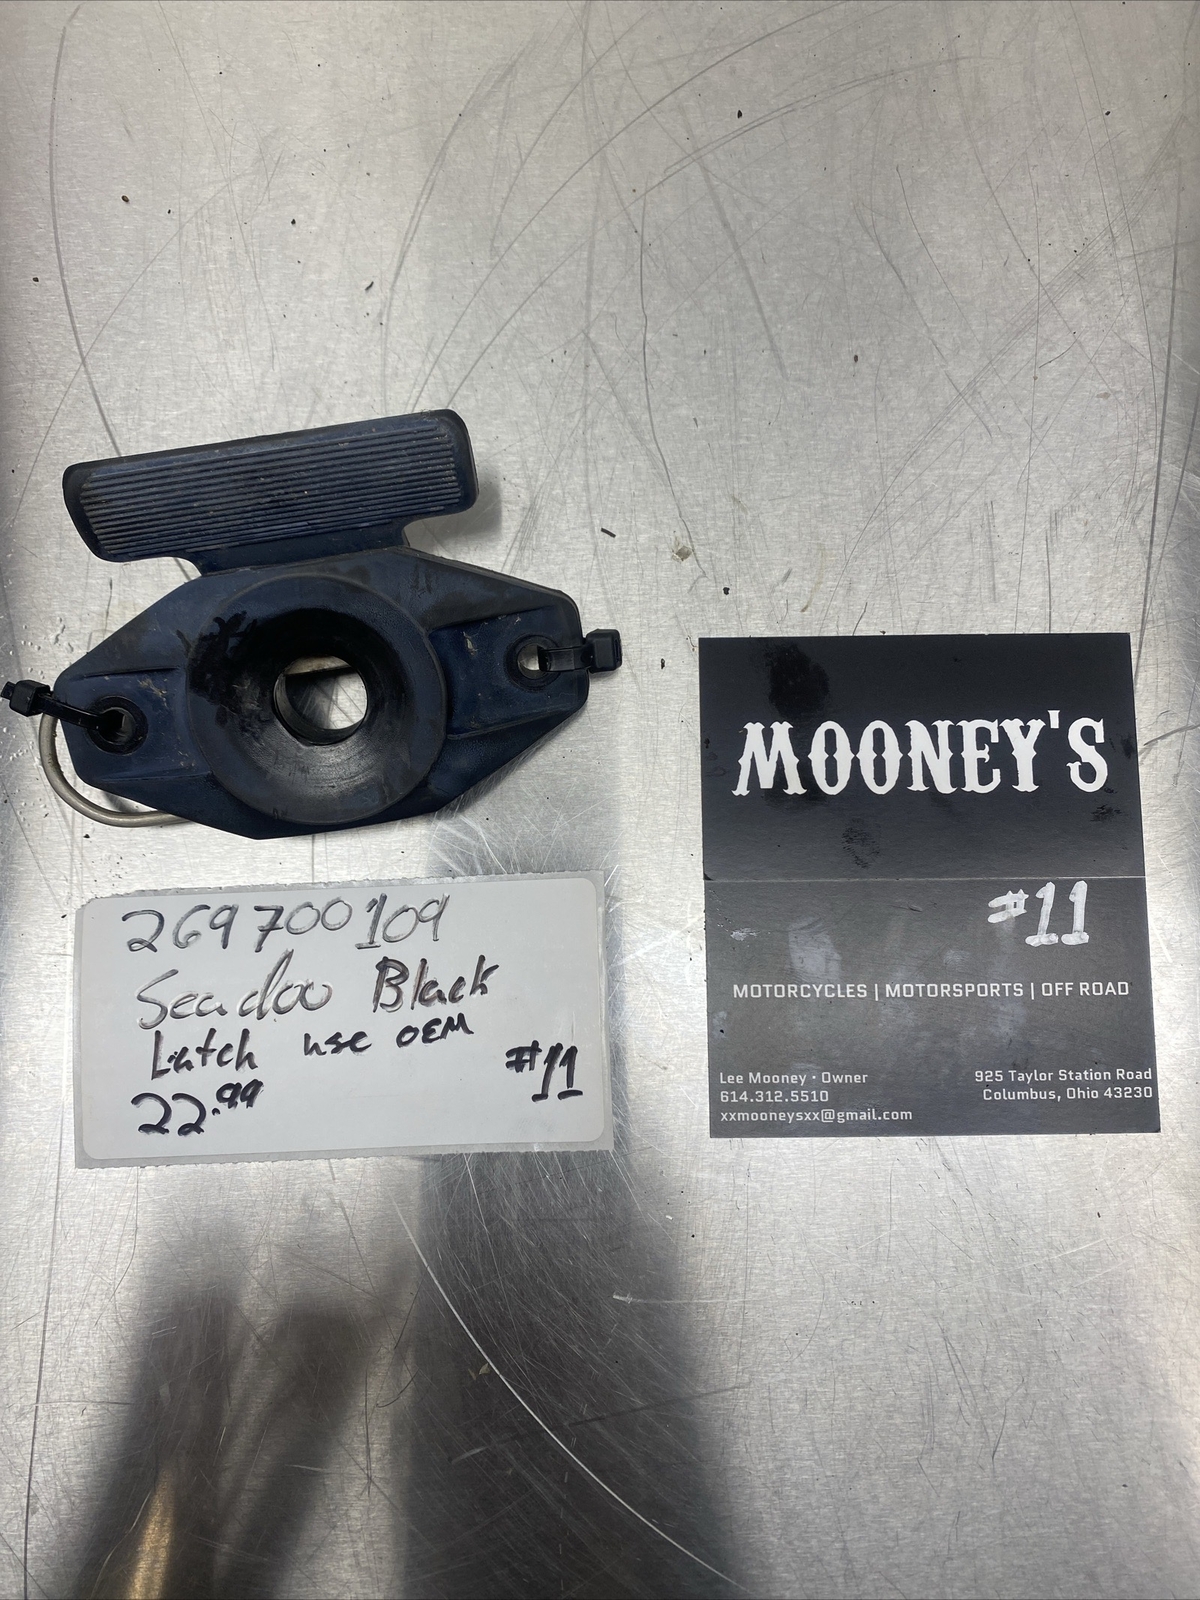 269700109
Seadoo Black
Latch use OEM
22.99
#11
MOONEY'S
#11
MOTORCYCLES | MOTORSPORTS | OFF ROAD
Lee Mooney · Owner
614.312.5510
xxmooneysxx@gmail.com
925 Taylor Station Road
Columbus, Ohio 43230